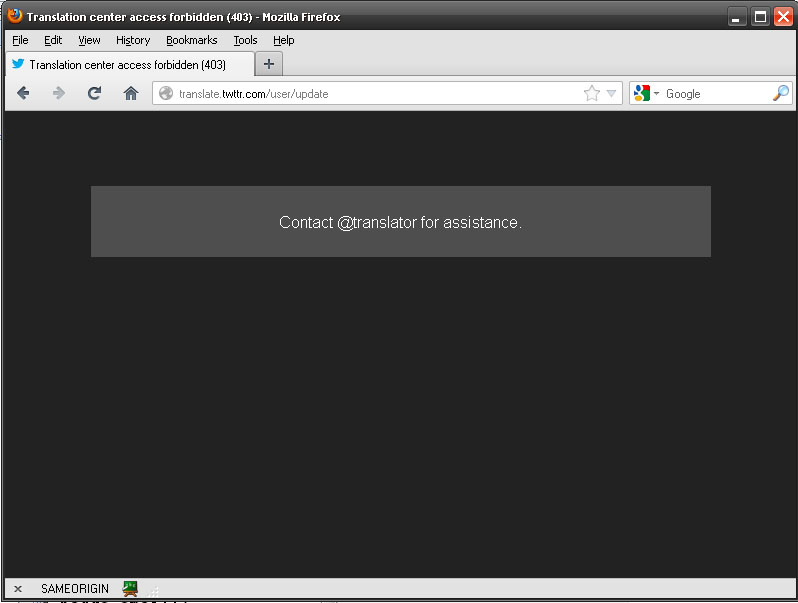 Translation center access forbidden (403) - Mozilla Firefox
File Edit View History Bookmarks Tools Help
Translation center access forbidden (403)
translate.twttr.com/user/update Google
Contact @translator for assistance.
SAMEORIGIN